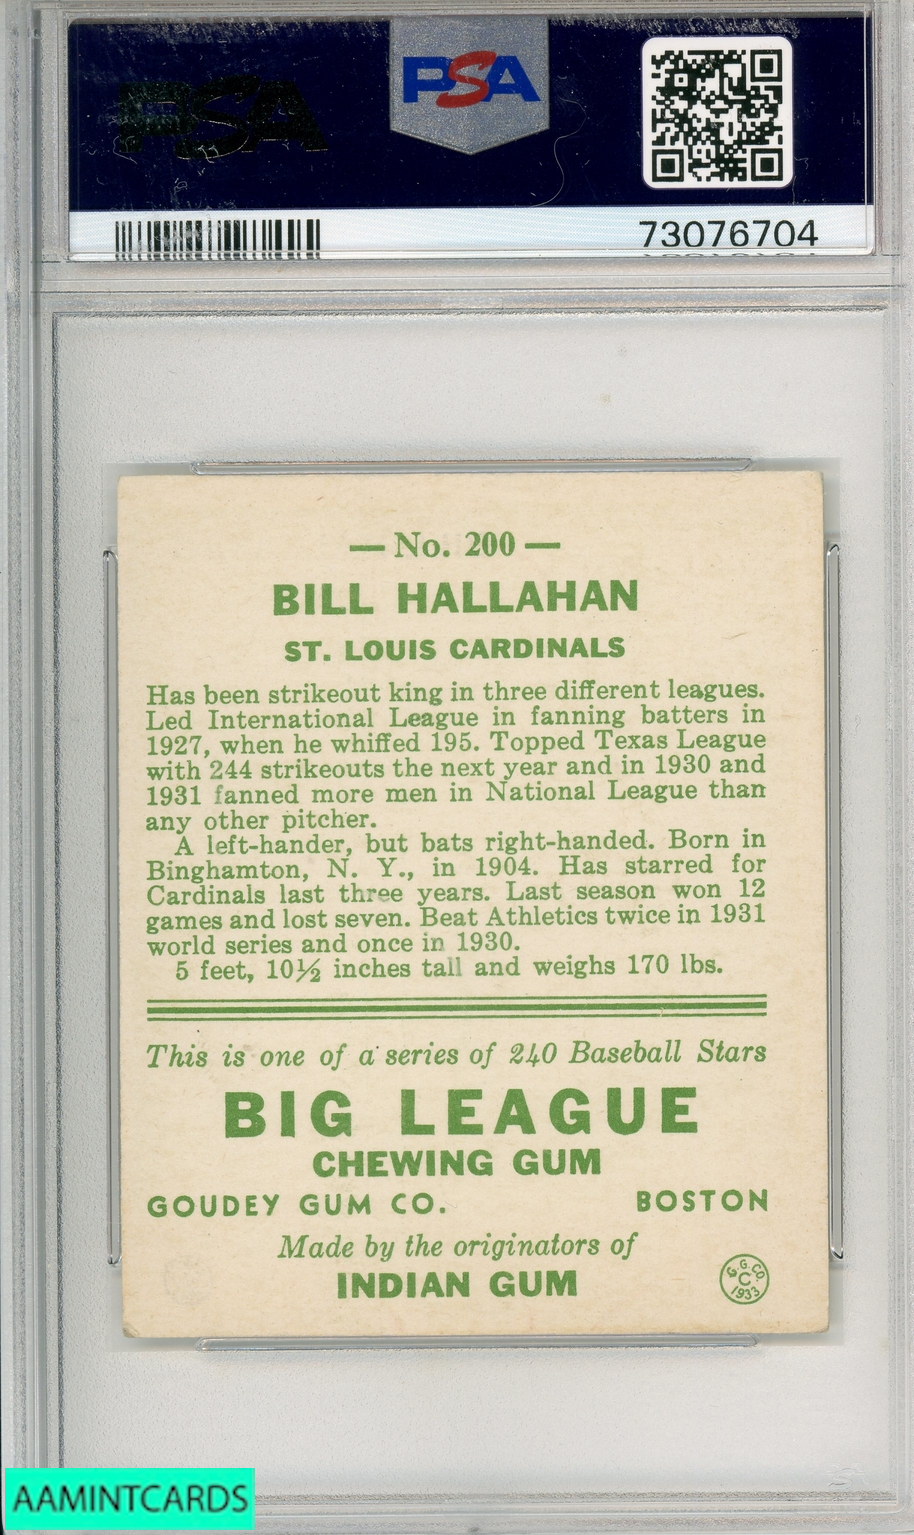 PSA
PSA
73076704
— No. 200 —
BILL HALLAHAN
ST. LOUIS CARDINALS
Has been strikeout king in three different leagues.
Led International League in fanning batters in
1927, when he whiffed 195. Topped Texas League
with 244 strikeouts the next year and in 1930 and
1931 fanned more men in National League than
any other pitcher.
A left-hander, but bats right-handed. Born in
Binghamton, N. Y., in 1904. Has starred for
Cardinals last three years. Last season won 12
games and lost seven. Beat Athletics twice in 1931
world series and once in 1930.
5 feet, 10½ inches tall and weighs 170 lbs.
This is one of a series of 240 Baseball Stars
BIG LEAGUE
CHEWING GUM
GOUDEY GUM CO. BOSTON
Made by the originators of
INDIAN GUM
G. G. CO.
C
1933
AAMINTCARDS